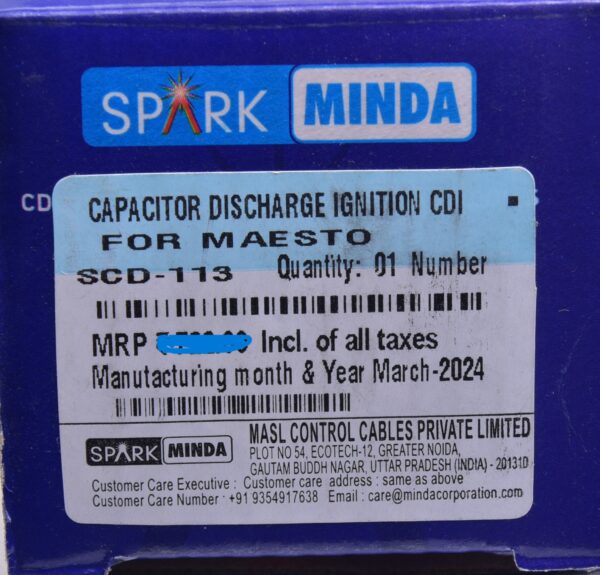 SPARK MINDA
CD
CAPACITOR DISCHARGE IGNITION CDI
FOR MAESTO
SCD-113 Quantity: 01 Number
MRP Incl. of all taxes
Manutacturing month & Year March-2024
SPARK MINDA
MASL CONTROL CABLES PRIVATE LIMITED
PLOT NO 54, ECOTECH-12, GREATER NOIDA,
GAUTAM BUDDH NAGAR, UTTAR PRADESH (INDIA) - 20131D
Customer Care Executive : Customer care address : same as above
Customer Care Number : +91 9354917638 Email : care@mindacorporation.com